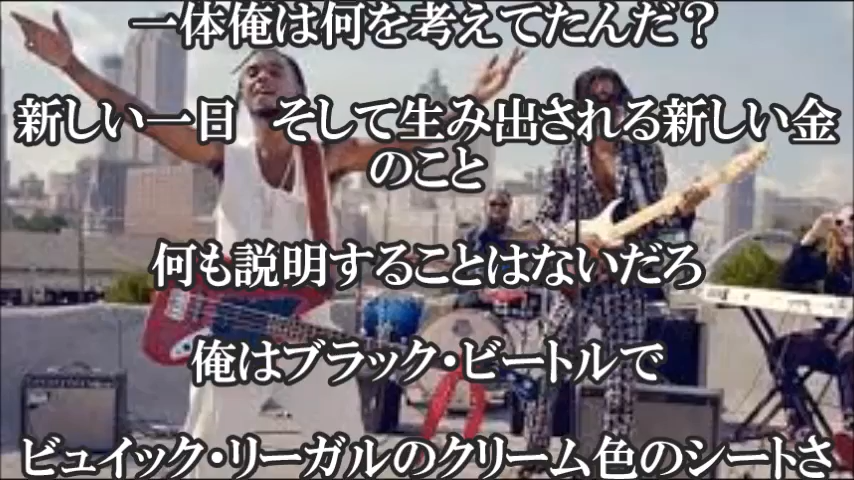 一体俺は何を考えてたんだ？
新しい一日　そして生み出される新しい金
のこと
何も説明することはないだろ
俺はブラック・ビートルで
ビュイック・リーガルのクリーム色のシートさ